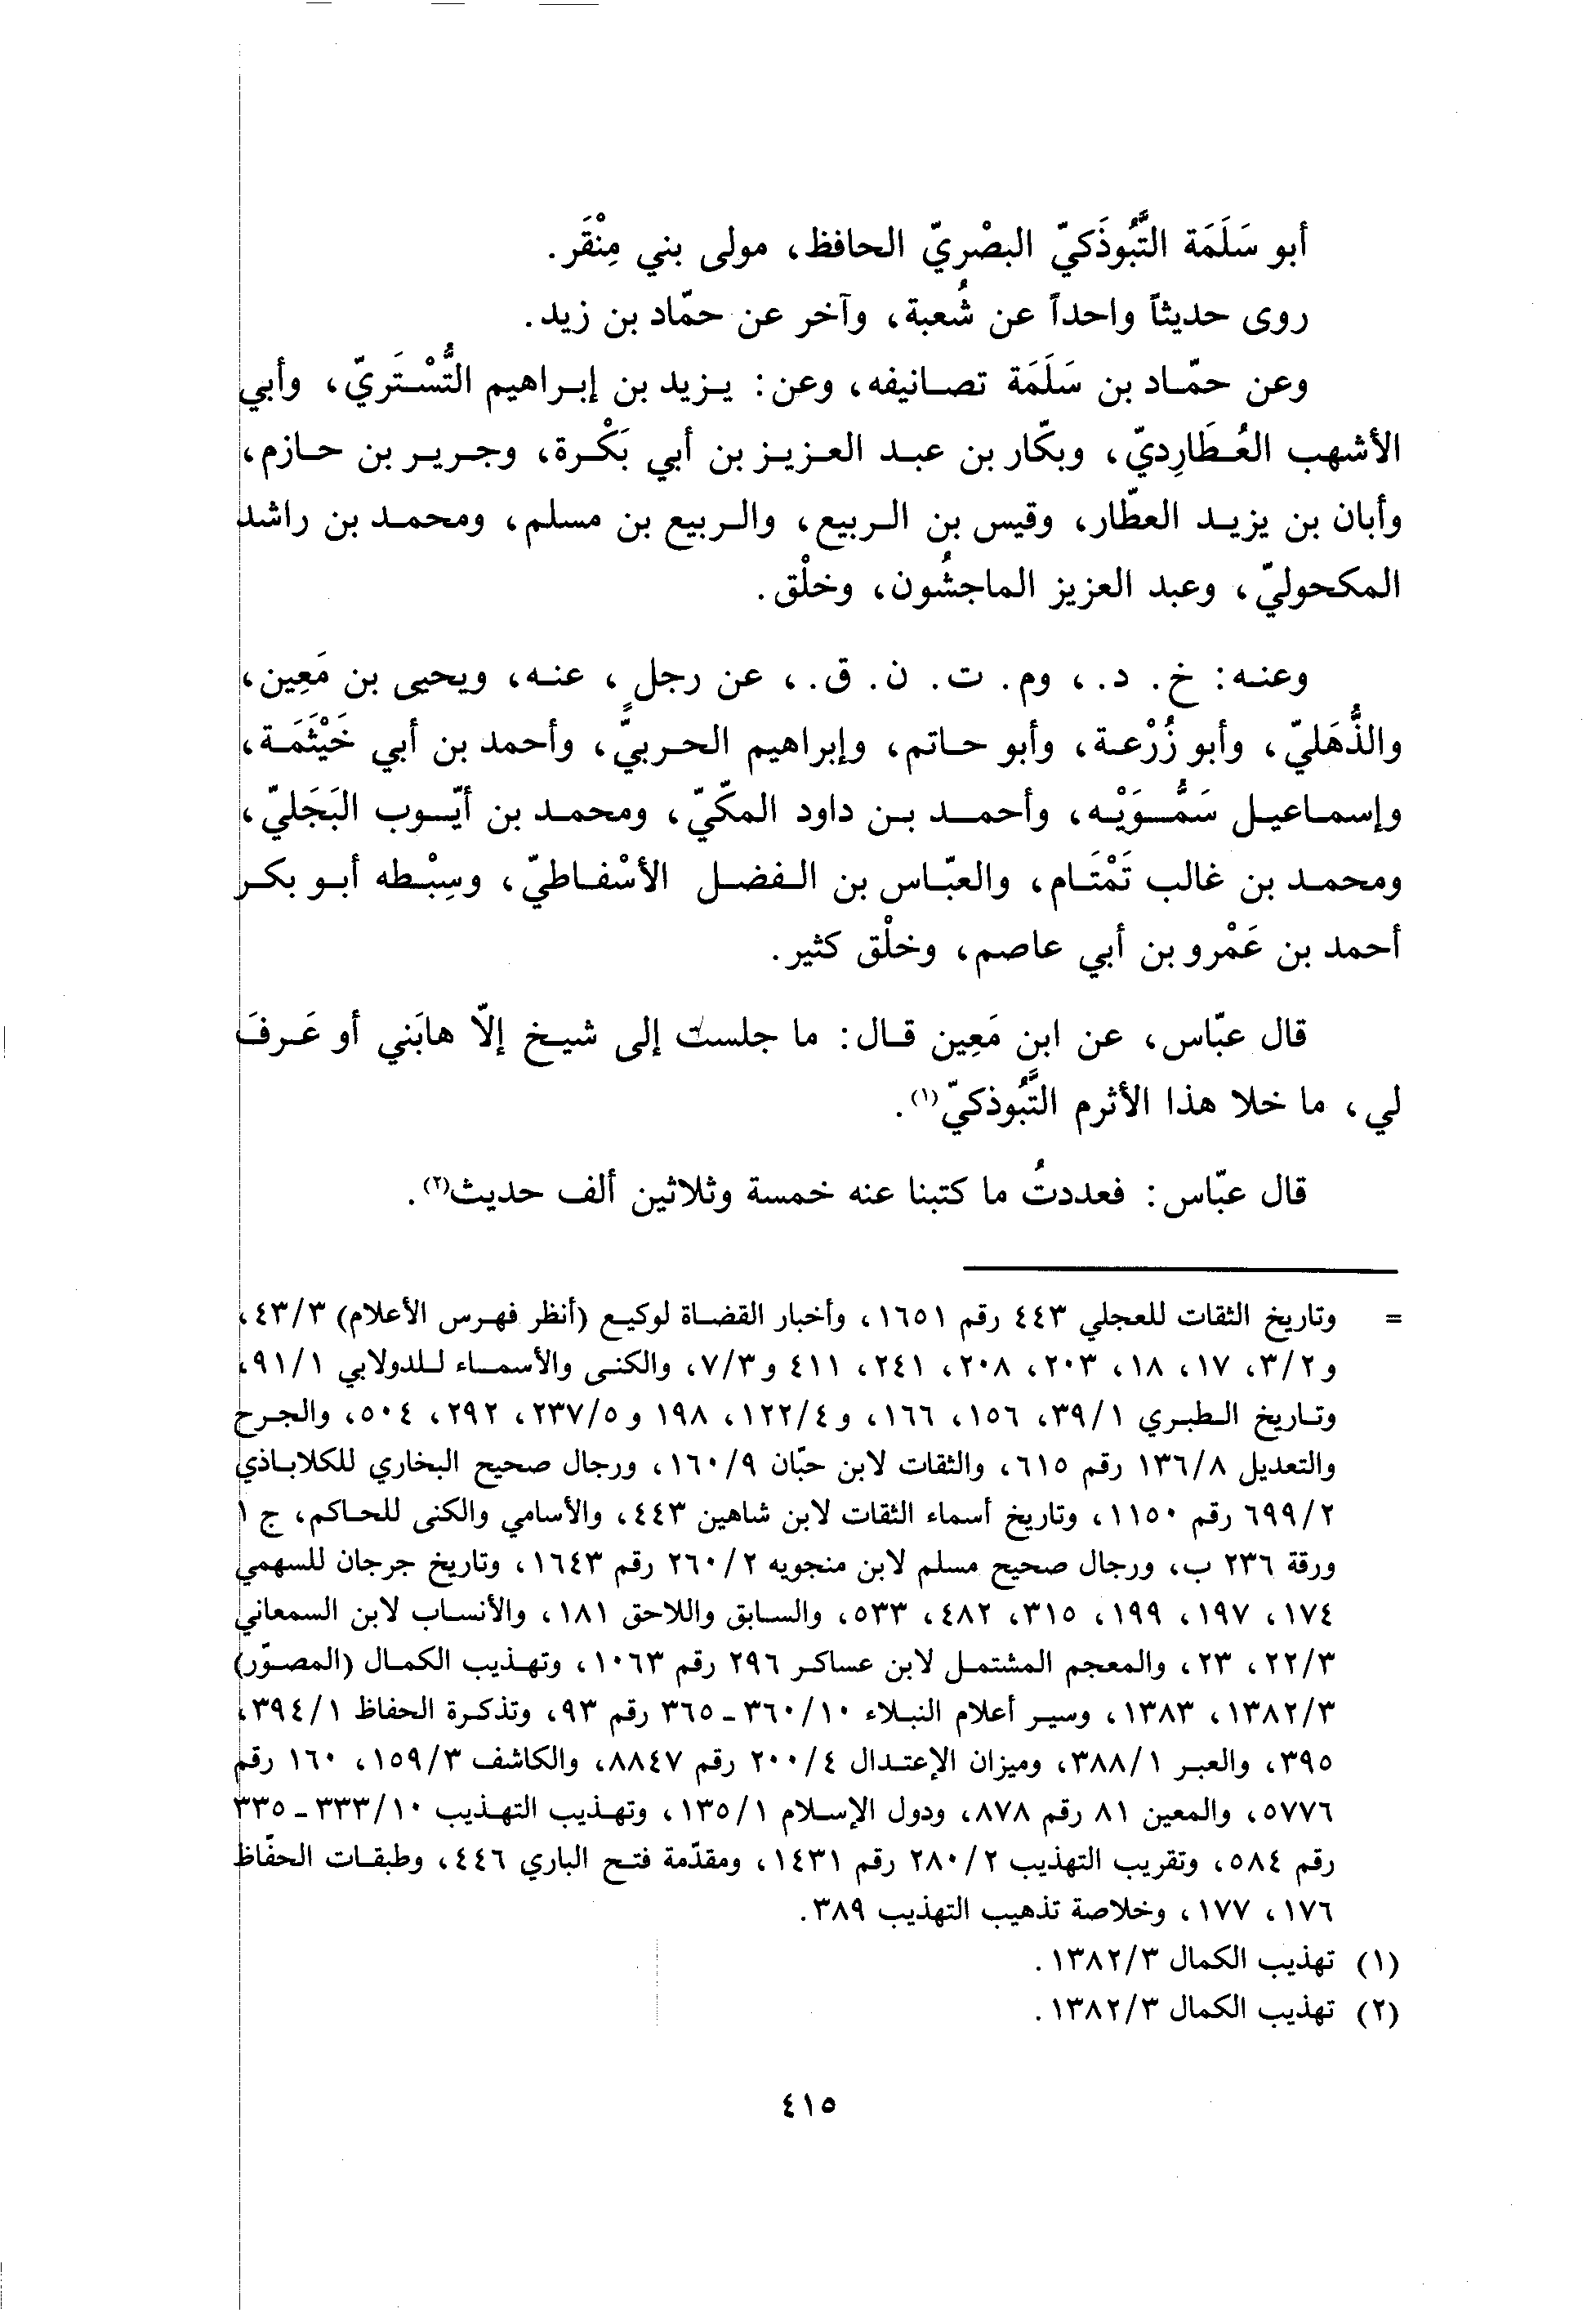 أبو سَلَمَة التَّبُوذَكيّ البصْريّ الحافظ، مولى بني مِنْقَر.
روى حديثاً واحداً عن شُعبة، وآخر عن حمّاد بن زيد.
وعن حمّاد بن سَلَمَة تصانيفه، وعن: يزيد بن إبراهيم التُّسْتَريّ، وأبي
الأشهب العُطَارِديّ، وبكّار بن عبد العزيز بن أبي بَكْرة، وجرير بن حازم،
وأبان بن يزيد العطّار، وقيس بن الربيع، والربيع بن مسلم، ومحمد بن راشد
المكحوليّ، وعبد العزيز الماجشُون، وخلْق.
وعنه: خ. د.، وم. ت. ن. ق.، عن رجلٍ، عنه، ويحيى بن مَعِين،
والذُّهَليّ، وأبو زُرْعة، وأبو حاتم، وإبراهيم الحربيّ، وأحمد بن أبي خَيْثَمَة،
وإسماعيل سَمُّوَيْه، وأحمد بن داود المكّيّ، ومحمد بن أيّوب البَجَليّ،
ومحمد بن غالب تَمْتَام، والعبّاس بن الفضل الأسْفاطيّ، وسِبْطه أبو بكر
أحمد بن عَمْرو بن أبي عاصم، وخلْق كثير.
قال عبّاس، عن ابن مَعِين قال: ما جلست إلى شيخ إلّا هابَني أو عَرفَ
لي، ما خلا هذا الأثرم التَّبُوذكيّ(١).
قال عبّاس: فعددتُ ما كتبنا عنه خمسة وثلاثين ألف حديث(٢).
= وتاريخ الثقات للعجلي ٤٤٣ رقم ١٦٥١، وأخبار القضاة لوكيع (أنظر فهرس الأعلام) ٤٣/٣،
و٣/٢، ١٧، ١٨، ٢٠٣، ٢٠٨، ٢٤١، ٤١١ و٧/٣، والكنى والأسماء للدولابي ٩١/١،
وتاريخ الطبري ٣٩/١، ١٥٦، ١٦٦، و١٢٢/٤، ١٩٨ و٢٣٧/٥، ٢٩٢، ٥٠٤، والجرح
والتعديل ١٣٦/٨ رقم ٦١٥، والثقات لابن حبّان ١٦٠/٩، ورجال صحيح البخاري للكلاباذي
٦٩٩/٢ رقم ١١٥٠، وتاريخ أسماء الثقات لابن شاهين ٤٤٣، والأسامي والكنى للحاكم، ج ١
ورقة ٢٣٦ ب، ورجال صحيح مسلم لابن منجويه ٢٦٠/٢ رقم ١٦٤٣، وتاريخ جرجان للسهمي
١٧٤، ١٩٧، ١٩٩، ٣١٥، ٤٨٢، ٥٣٣، والسابق واللاحق ١٨١، والأنساب لابن السمعاني
٢٢/٣، ٢٣، والمعجم المشتمل لابن عساكر ٢٩٦ رقم ١٠٦٣، وتهذيب الكمال (المصوّر)
١٣٨٢/٣، ١٣٨٣، وسير أعلام النبلاء ٣٦٠/١٠ - ٣٦٥ رقم ٩٣، وتذكرة الحفاظ ٣٩٤/١،
٣٩٥، والعبر ٣٨٨/١، وميزان الإعتدال ٢٠٠/٤ رقم ٨٨٤٧، والكاشف ١٥٩/٣، ١٦٠ رقم
٥٧٧٦، والمعين ٨١ رقم ٨٧٨، ودول الإسلام ١٣٥/١، وتهذيب التهذيب ٣٣٣/١٠ - ٣٣٥
رقم ٥٨٤، وتقريب التهذيب ٢٨٠/٢ رقم ١٤٣١، ومقدّمة فتح الباري ٤٤٦، وطبقات الحفّاظ
١٧٦، ١٧٧، وخلاصة تذهيب التهذيب ٣٨٩.
(١) تهذيب الكمال ١٣٨٢/٣.
(٢) تهذيب الكمال ١٣٨٢/٣.
٤١٥